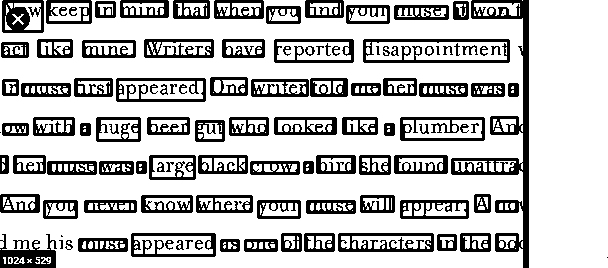 Now keep in mind that when you find your muse, it won't
act like mine. Writers have reported disappointment
in muse first appeared. One writer told me her muse was a
with a huge beer gut who looked like a plumber. And
her muse was a large black crow, a bird she found
And you never know where your muse will appear. A
me his muse appeared as one of the characters in the
1024 × 529